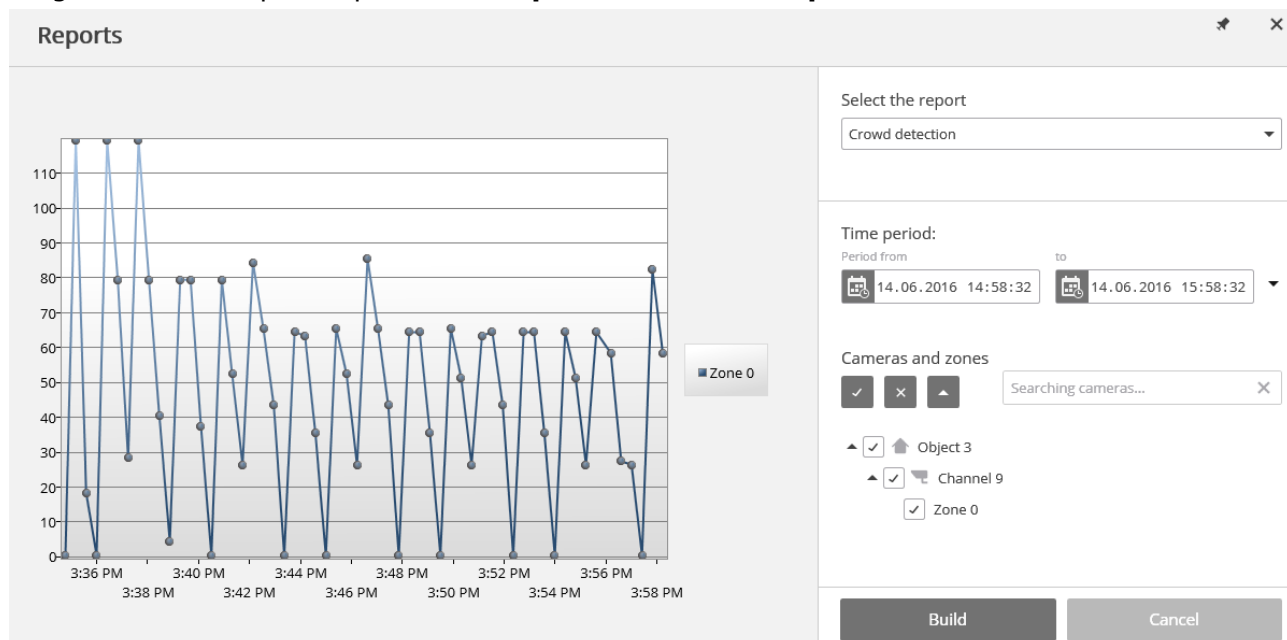 Reports
Select the report
Crowd detection
Time period:
Period from to
14.06.2016 14:58:32 14.06.2016 15:58:32
Cameras and zones
Searching cameras...
Object 3
Channel 9
Zone 0
Build Cancel
110
100
90
80
70
60
50
40
30
20
10
0
3:36 PM 3:40 PM 3:44 PM 3:48 PM 3:52 PM 3:56 PM
3:38 PM 3:42 PM 3:46 PM 3:50 PM 3:54 PM 3:58 PM
Zone 0